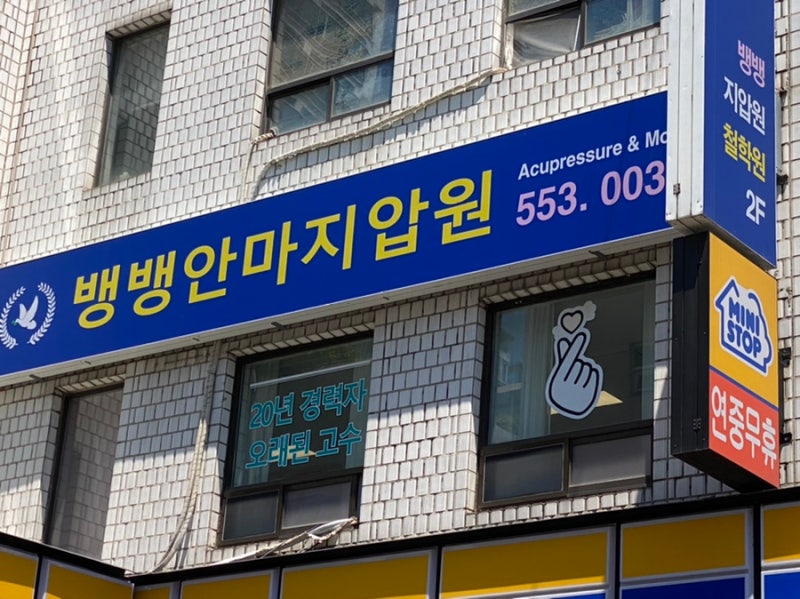 뱅뱅안마지압원
Acupressure & Mo
553. 003
뱅뱅
지압원
철학원
2F
MINI
STOP
연중무휴
20년 경력자
오래된 고수